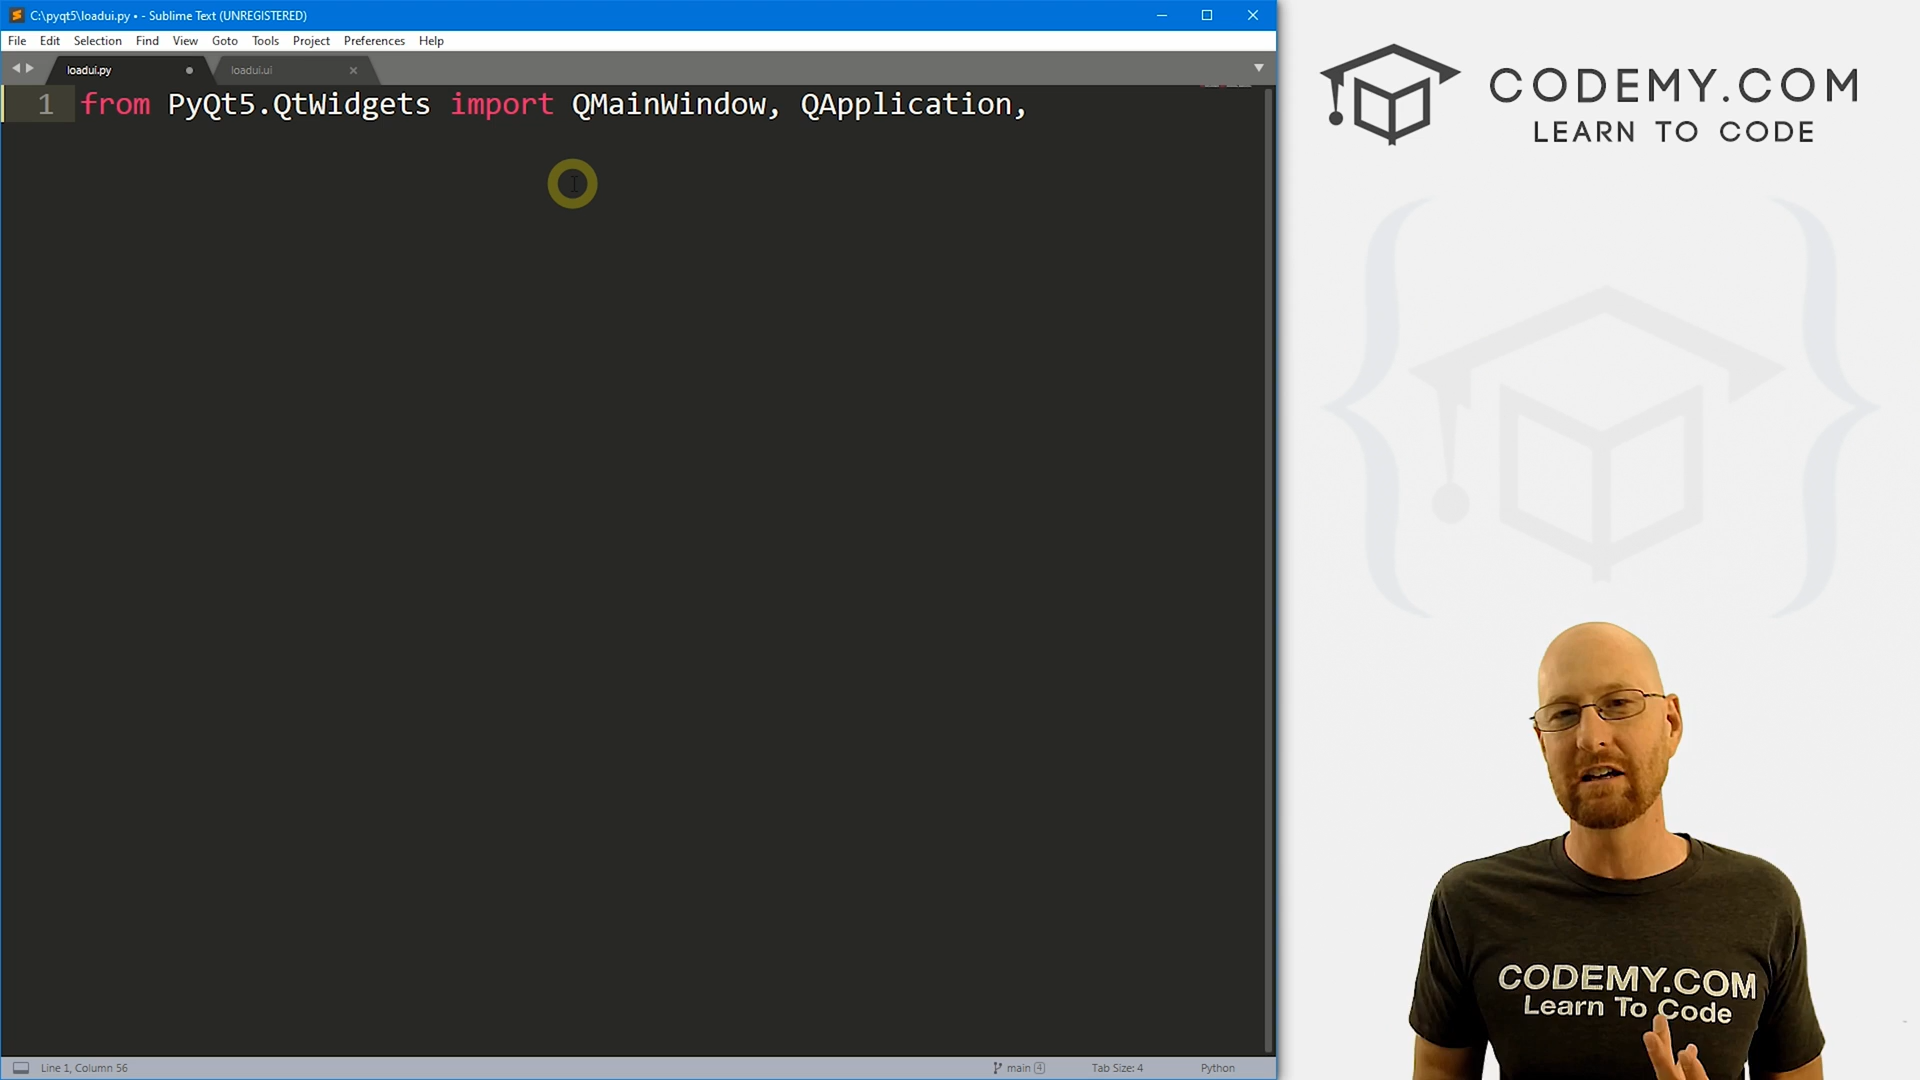 C:\pyqt5\loadui.py • - Sublime Text (UNREGISTERED)
File Edit Selection Find View Goto Tools Project Preferences Help
loadui.py
loadui.ui
1 from PyQt5.QtWidgets import QMainWindow, QApplication,
Line 1, Column 56
main 4
Tab Size: 4
Python
CODEMY.COM
LEARN TO CODE
CODEMY.COM
Learn To Code